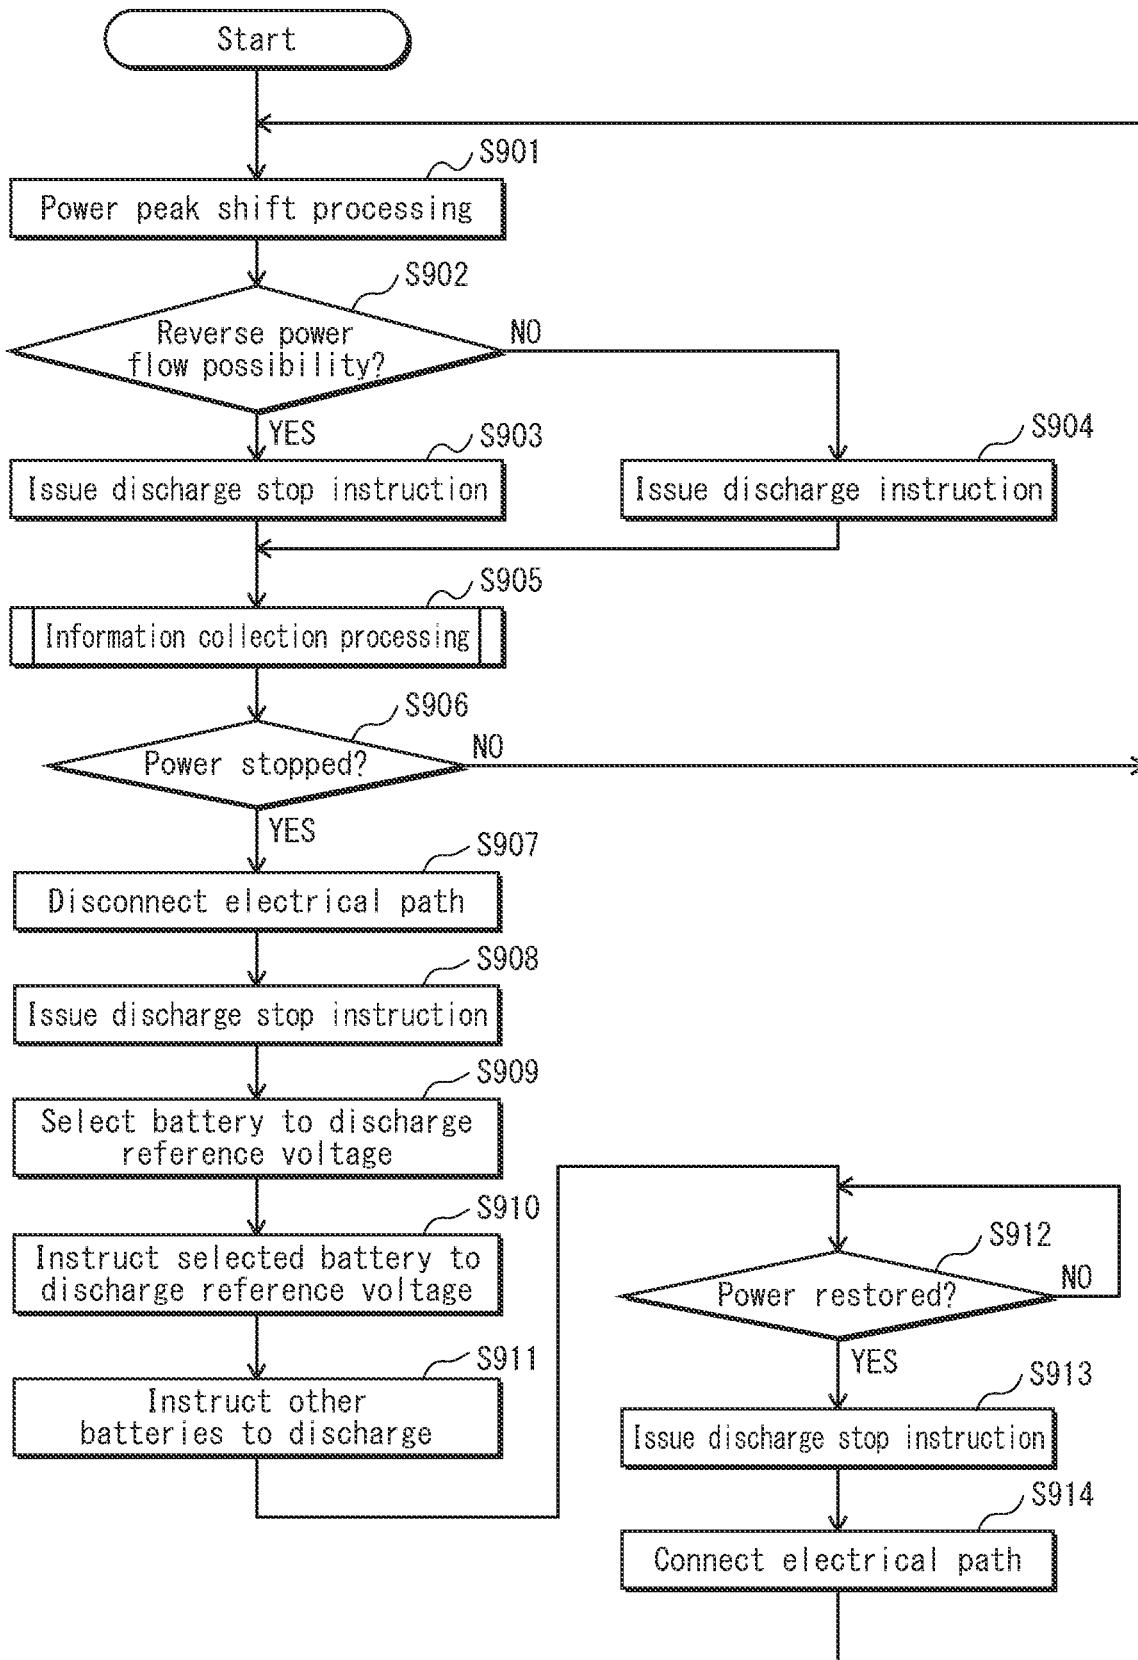 Start
S901
Power peak shift processing
S902
Reverse power
flow possibility?
NO
YES
S903
Issue discharge stop instruction
S904
Issue discharge instruction
S905
Information collection processing
S906
Power stopped?
NO
YES
S907
Disconnect electrical path
S908
Issue discharge stop instruction
S909
Select battery to discharge
reference voltage
S910
Instruct selected battery to
discharge reference voltage
S911
Instruct other
batteries to discharge
S912
Power restored?
NO
YES
S913
Issue discharge stop instruction
S914
Connect electrical path